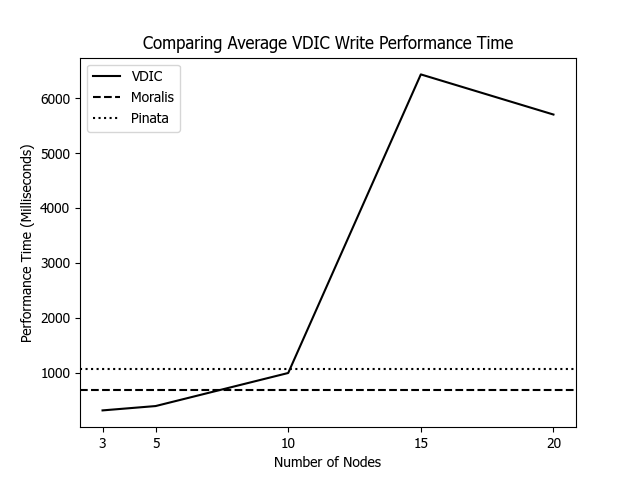 Comparing Average VDIC Write Performance Time
VDIC
Moralis
Pinata
6000
5000
4000
3000
2000
1000
Performance Time (Milliseconds)
3 5 10 15 20
Number of Nodes